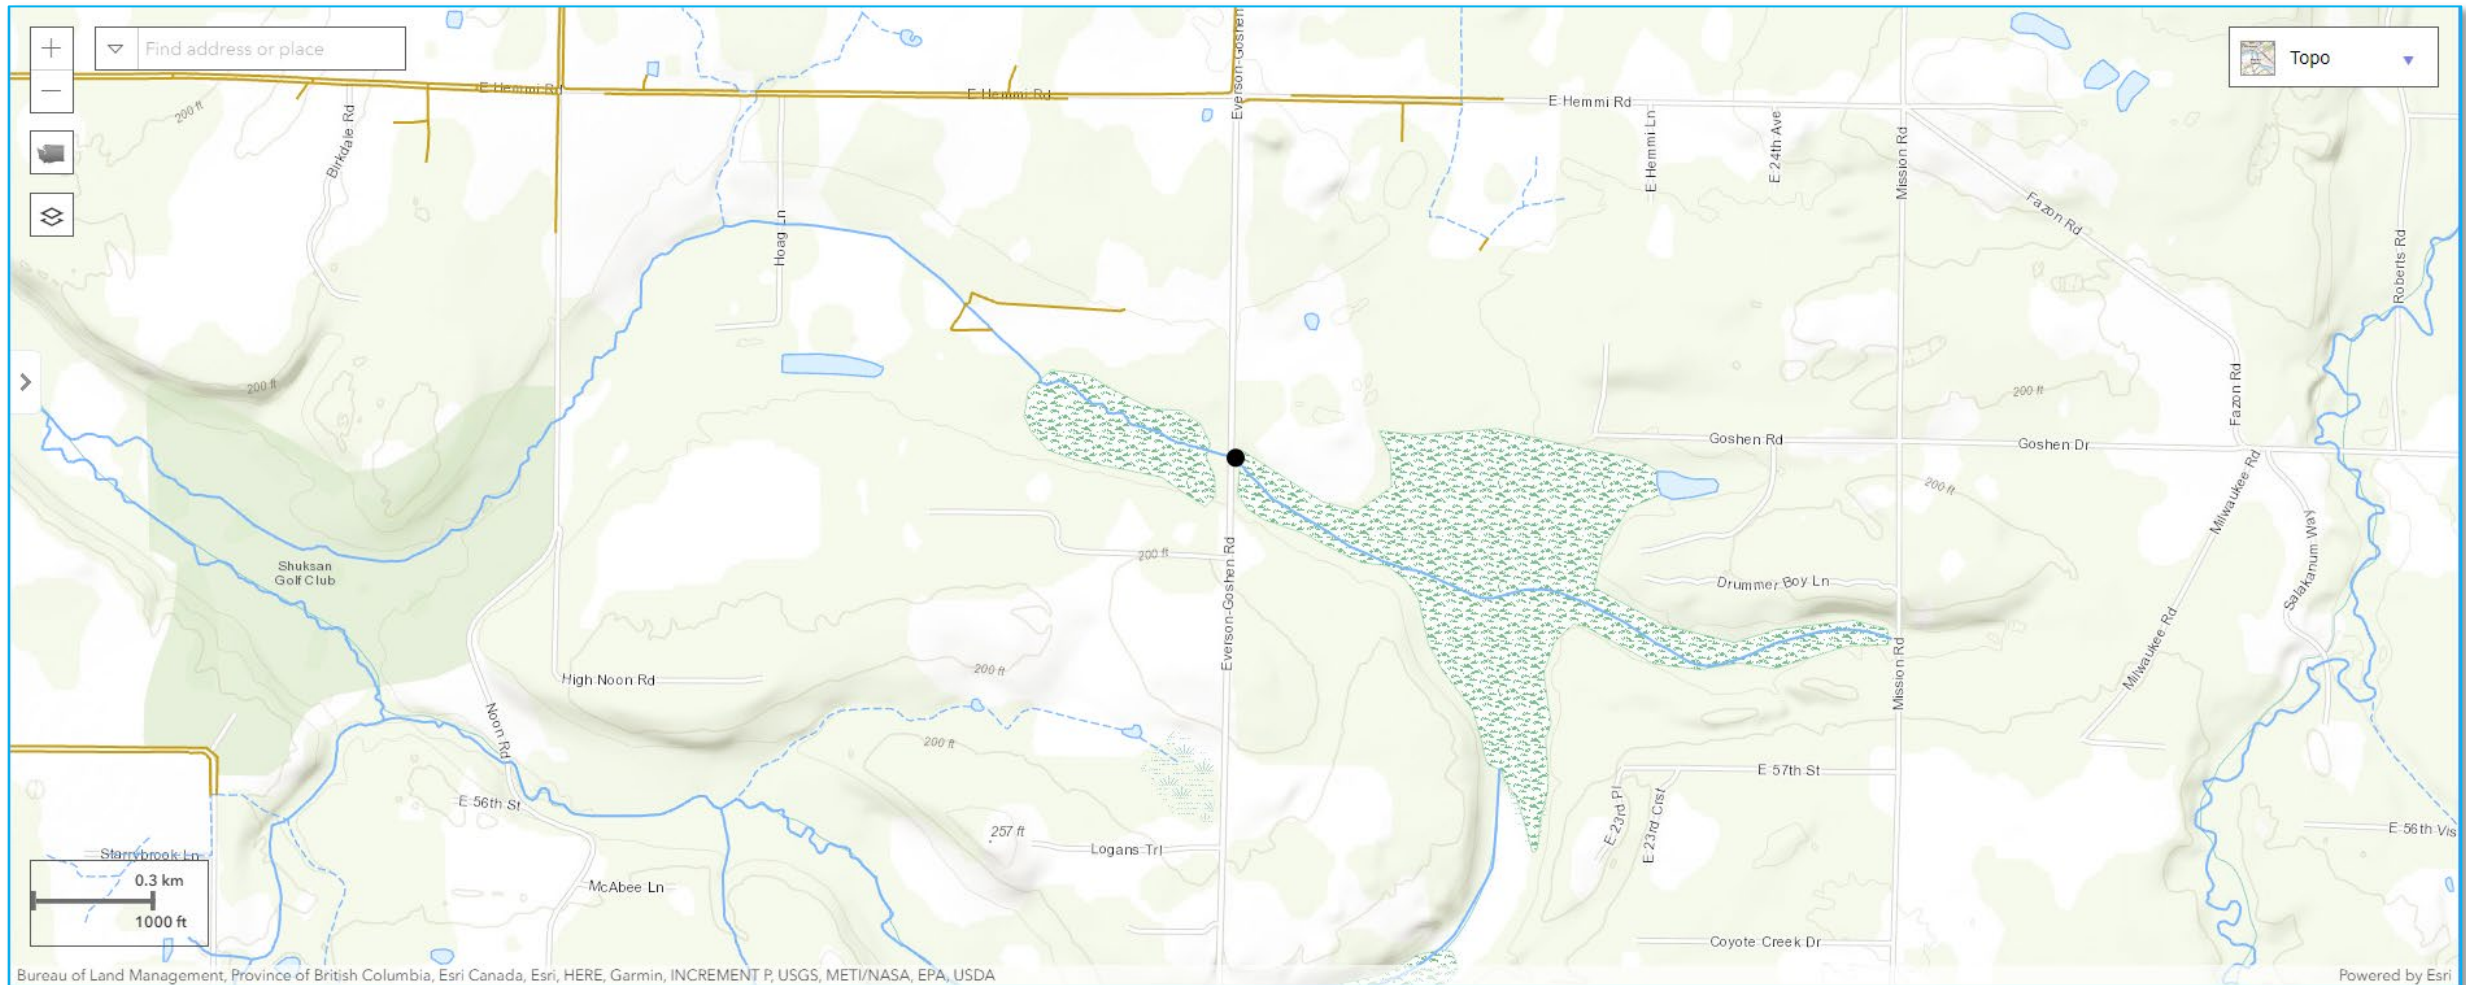 Find address or place
Topo
Everson-Goshen
E Hemmi Rd
E Hemmi Rd
E Hemmi Rd
200 ft
Birkdale Rd
E Hemmi Ln
E 24th Ave
Mission Rd
Fazon Rd
Hoag Ln
Roberts Rd
200 ft
200 ft
Fazon Rd
Goshen Rd
Goshen Dr
200 ft
Milwaukee Rd
Salakanum Way
200 ft
Shuksan
Golf Club
Drummer Boy Ln
Everson-Goshen Rd
Milwaukee Rd
High Noon Rd
200 ft
Mission Rd
Noon Rd
200 ft
E 57th St
E 56th St
E 23rd Pl
E 23rd Crst
257 ft
Logans Trl
E 56th Vis
Starrybrook Ln
McAbee Ln
0.3 km
1000 ft
Coyote Creek Dr
Bureau of Land Management, Province of British Columbia, Esri Canada, Esri, HERE, Garmin, INCREMENT P, USGS, METI/NASA, EPA, USDA
Powered by Esri